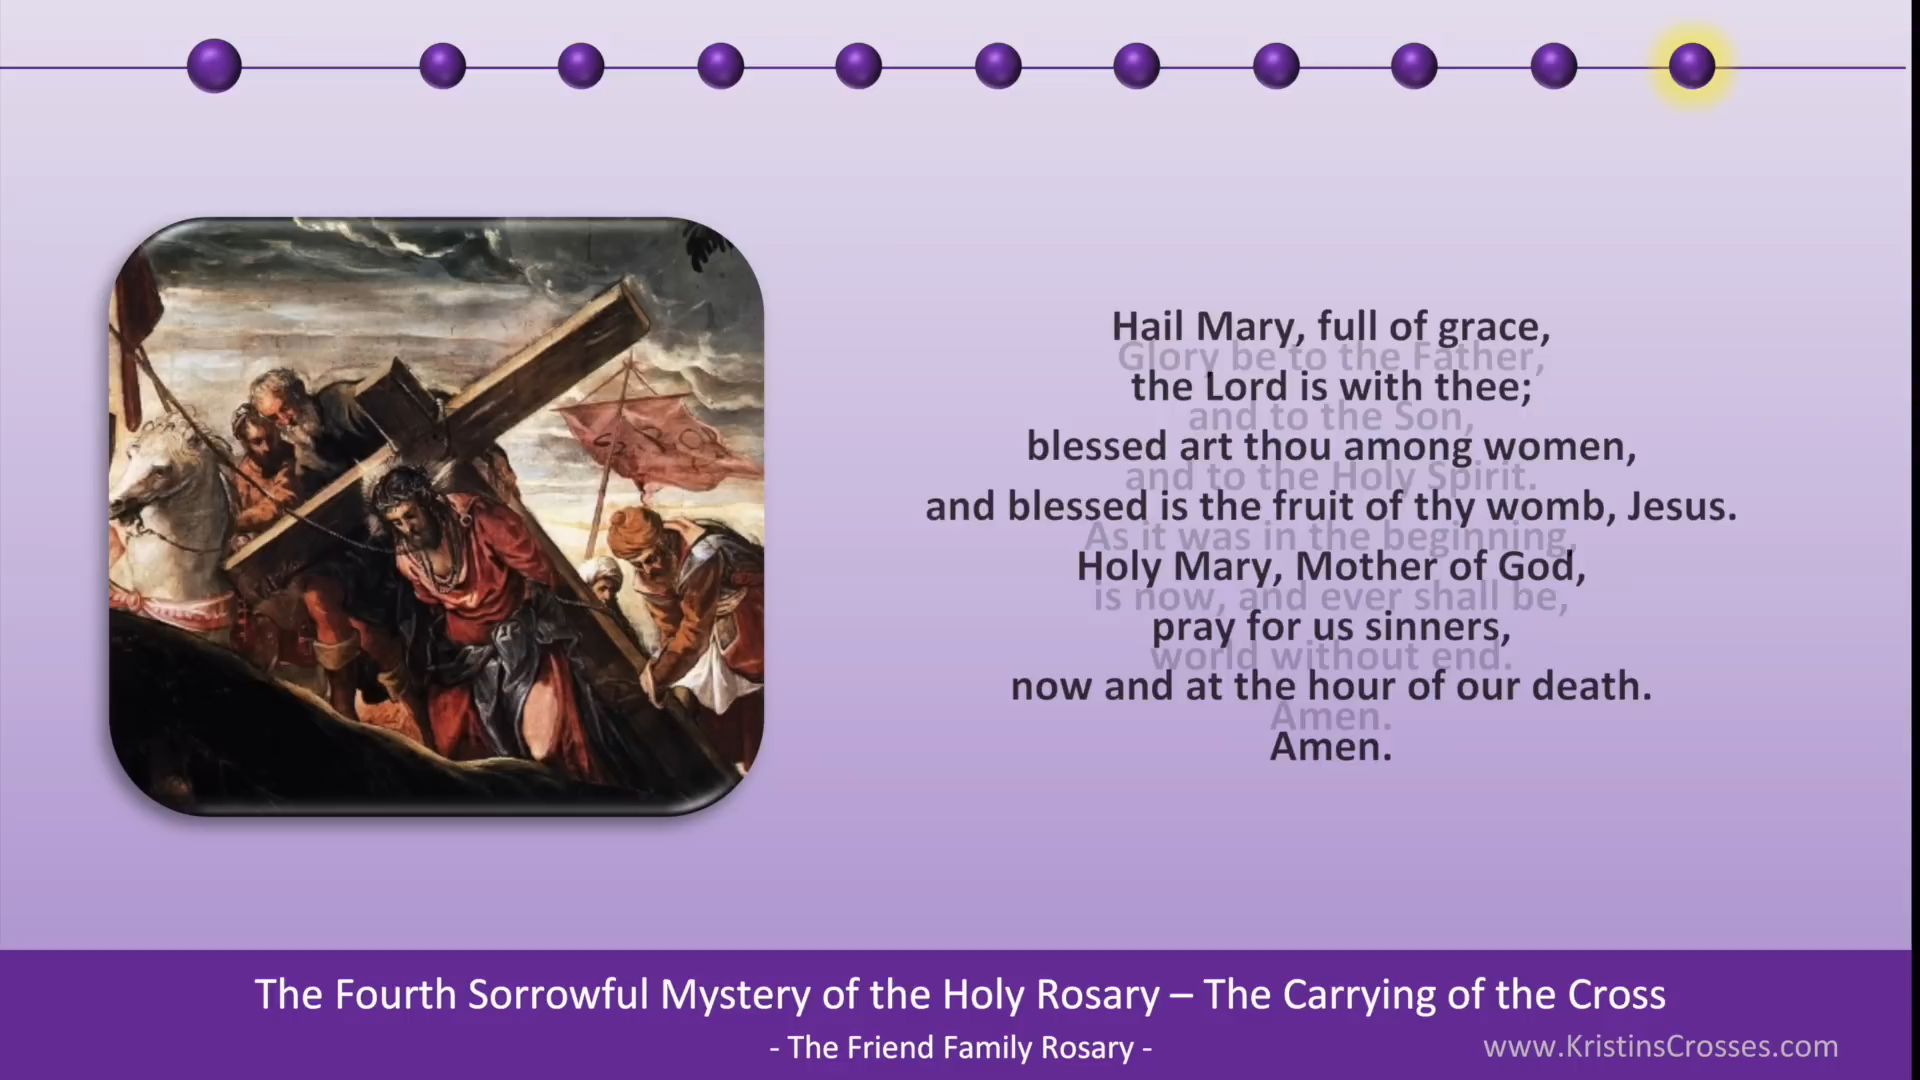 Hail Mary, full of grace,
Glory be to the Father,
the Lord is with thee;
and to the Son,
blessed art thou among women,
and to the Holy Spirit.
and blessed is the fruit of thy womb, Jesus.
As it was in the beginning,
Holy Mary, Mother of God,
is now, and ever shall be,
pray for us sinners,
world without end.
now and at the hour of our death.
Amen.
Amen.
The Fourth Sorrowful Mystery of the Holy Rosary – The Carrying of the Cross
- The Friend Family Rosary -
www.KristinsCrosses.com